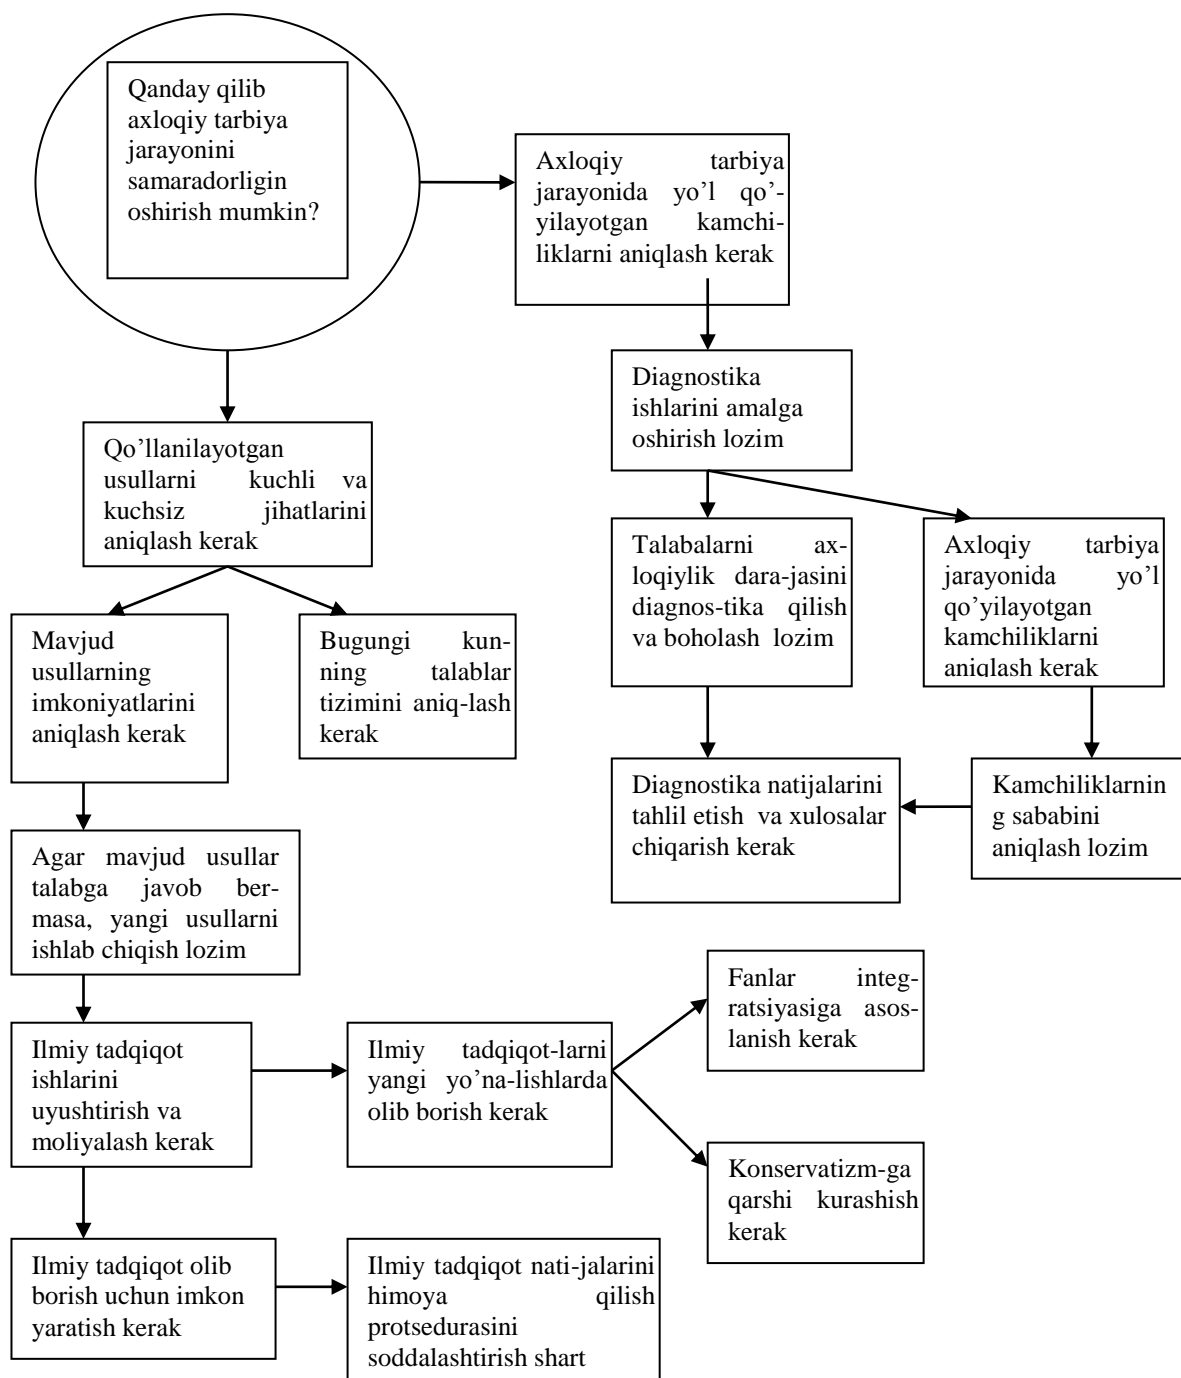 Qanday qilib
axloqiy tarbiya
jarayonini
samaradorligin
oshirish mumkin?
Axloqiy tarbiya
jarayonida yo’l qo’-
yilayotgan kamchi-
liklarni aniqlash kerak
Diagnostika
ishlarini amalga
oshirish lozim
Qo’llanilayotgan
usullarni kuchli va
kuchsiz jihatlarini
aniqlash kerak
Talabalarni ax-
loqiylik dara-jasini
diagnos-tika qilish
va boholash lozim
Axloqiy tarbiya
jarayonida yo’l
qo’yilayotgan
kamchiliklarni
aniqlash kerak
Mavjud
usullarning
imkoniyatlarini
aniqlash kerak
Bugungi kun-
ning talablar
tizimini aniq-lash
kerak
Diagnostika natijalarini
tahlil etish va xulosalar
chiqarish kerak
Kamchiliklarnin
g sababini
aniqlash lozim
Agar mavjud usullar
talabga javob ber-
masa, yangi usullarni
ishlab chiqish lozim
Fanlar integ-
ratsiyasiga asos-
lanish kerak
Ilmiy tadqiqot
ishlarini
uyushtirish va
moliyalash kerak
Ilmiy tadqiqot-larni
yangi yo’na-lishlarda
olib borish kerak
Konservatizm-ga
qarshi kurashish
kerak
Ilmiy tadqiqot olib
borish uchun imkon
yaratish kerak
Ilmiy tadqiqot nati-jalarini
himoya qilish
protsedurasini
soddalashtirish shart